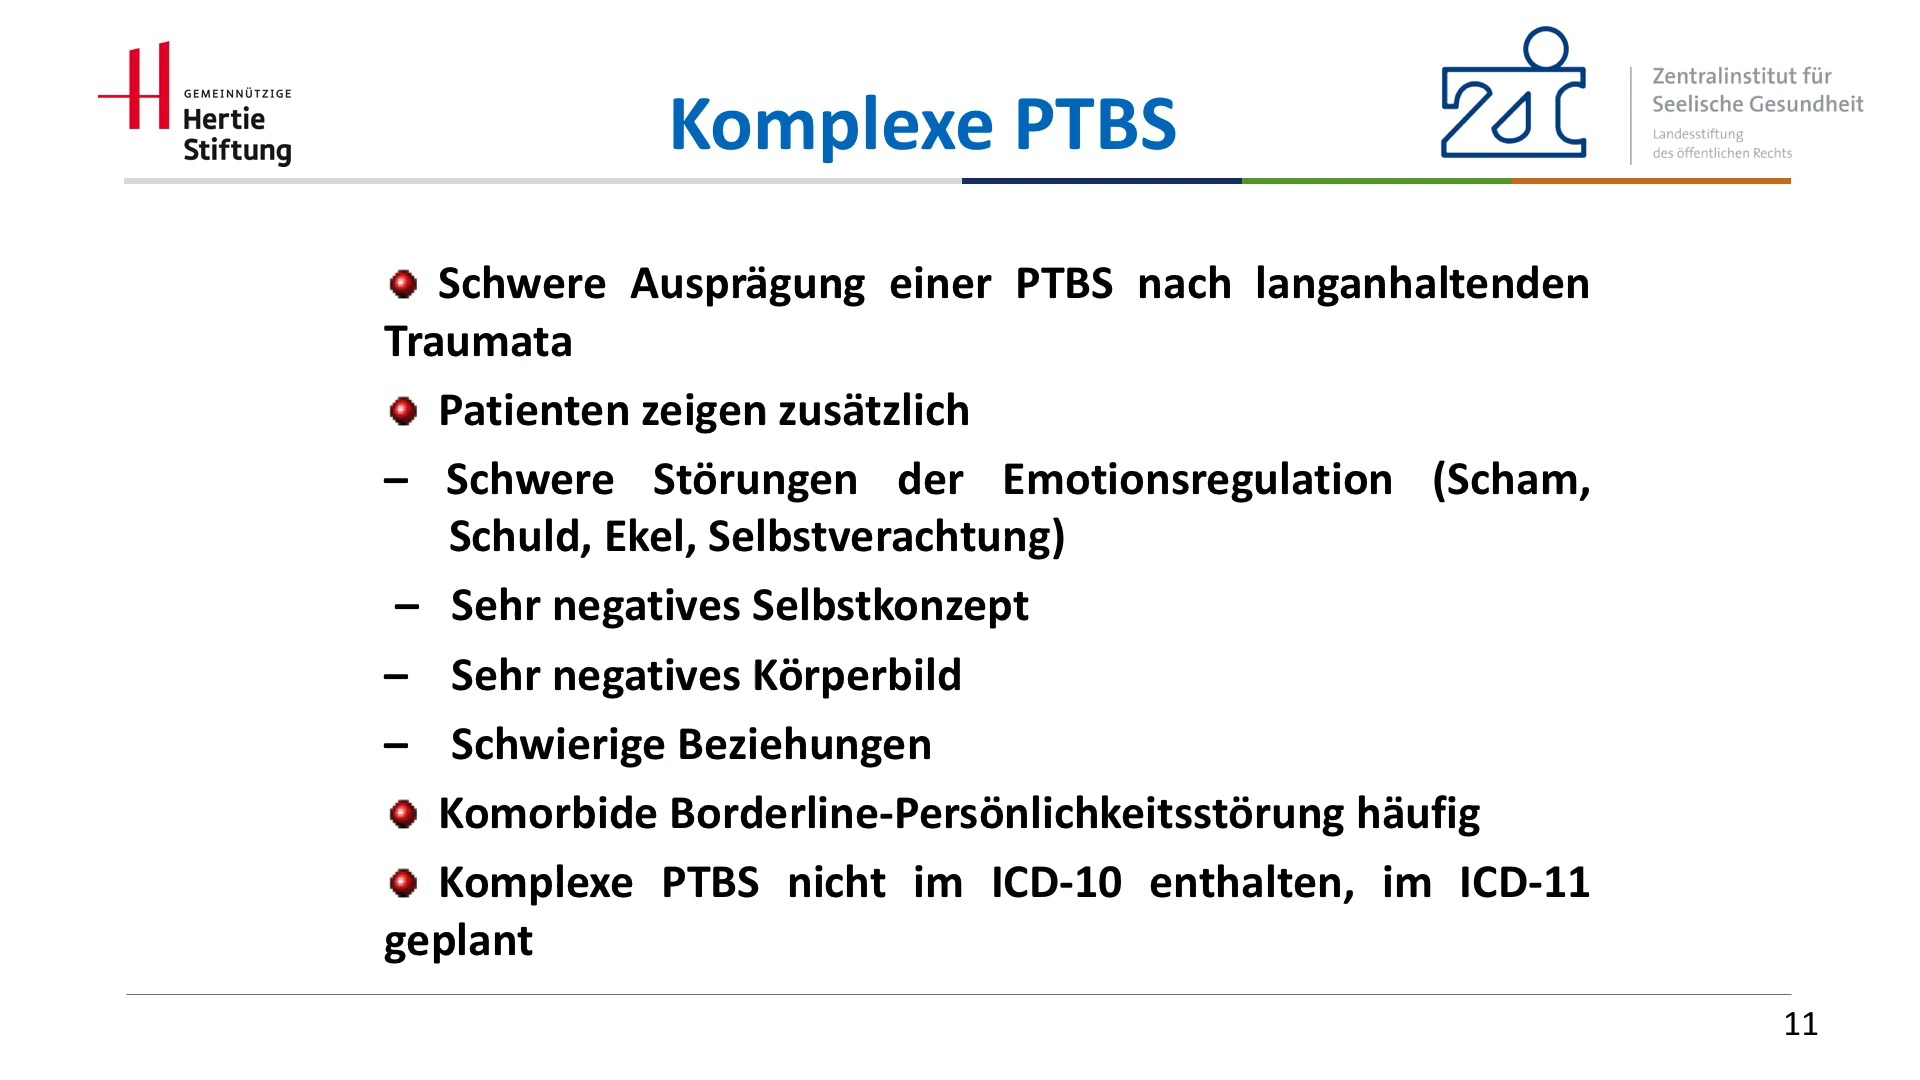 GEMEINNÜTZIGE
Hertie
Stiftung
Komplexe PTBS
Zentralinstitut für
Seelische Gesundheit
Landesstiftung
des öffentlichen Rechts
Schwere Ausprägung einer PTBS nach langanhaltenden
Traumata
Patienten zeigen zusätzlich
– Schwere Störungen der Emotionsregulation (Scham,
Schuld, Ekel, Selbstverachtung)
– Sehr negatives Selbstkonzept
– Sehr negatives Körperbild
– Schwierige Beziehungen
Komorbide Borderline-Persönlichkeitsstörung häufig
Komplexe PTBS nicht im ICD-10 enthalten, im ICD-11
geplant
11